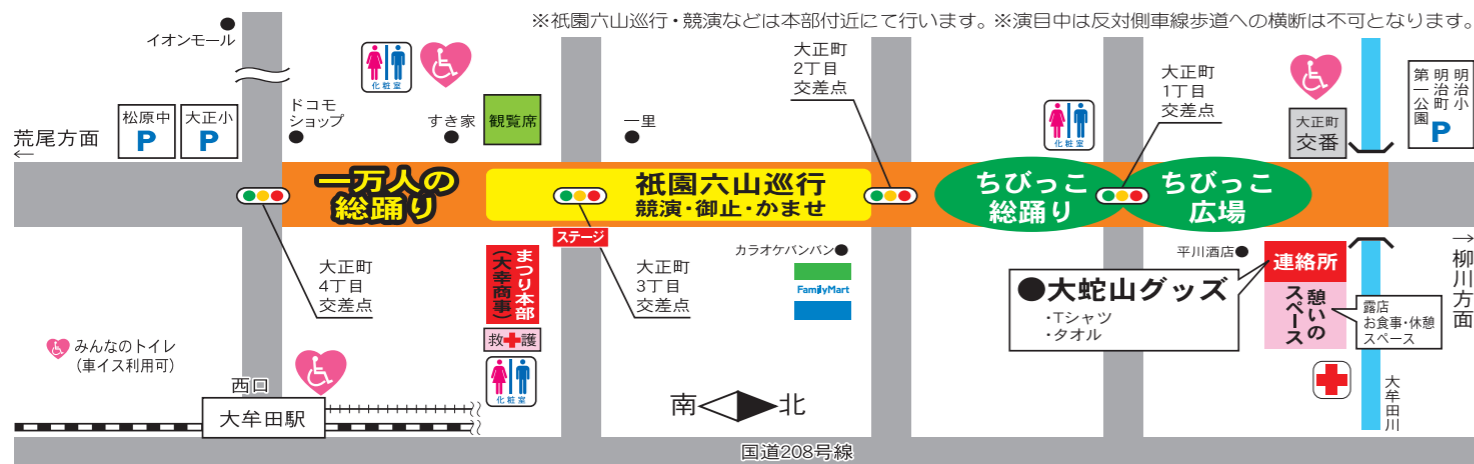 ※祇園六山巡行・競演などは本部付近にて行います。※演目中は反対側車線歩道への横断は不可となります。
イオンモール
化粧室
大正町
2丁目
交差点
大正町
1丁目
交差点
明治小
明治町
第一公園
P
荒尾方面
←
松原中
P
大正小
P
ドコモ
ショップ
すき家
観覧席
一里
化粧室
大正町
交番
一万人の
総踊り
祇園六山巡行
競演・御止・かませ
ちびっこ
総踊り
ちびっこ
広場
ステージ
大正町
4丁目
交差点
まつり本部
(大幸商事)
大正町
3丁目
交差点
カラオケバンバン
FamilyMart
平川酒店
連絡所
→
柳川方面
●大蛇山グッズ
・Tシャツ
・タオル
憩いの
スペース
露店
お食事・休憩
スペース
救護
化粧室
みんなのトイレ
(車イス利用可)
西口
大牟田駅
南
北
大牟田川
国道208号線